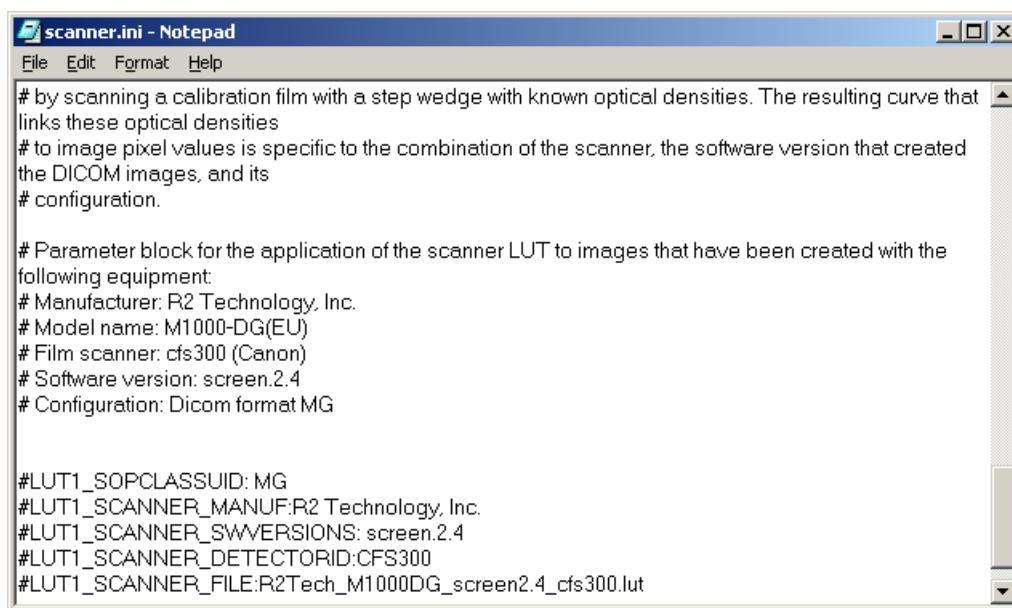 scanner.ini - Notepad
File Edit Format Help
# by scanning a calibration film with a step wedge with known optical densities. The resulting curve that
links these optical densities
# to image pixel values is specific to the combination of the scanner, the software version that created
the DICOM images, and its
# configuration.
# Parameter block for the application of the scanner LUT to images that have been created with the
following equipment:
# Manufacturer: R2 Technology, Inc.
# Model name: M1000-DG(EU)
# Film scanner: cfs300 (Canon)
# Software version: screen.2.4
# Configuration: Dicom format MG
#LUT1_SOPCLASSUID: MG
#LUT1_SCANNER_MANUF:R2 Technology, Inc.
#LUT1_SCANNER_SWVERSIONS: screen.2.4
#LUT1_SCANNER_DETECTORID:CFS300
#LUT1_SCANNER_FILE:R2Tech_M1000DG_screen2.4_cfs300.lut